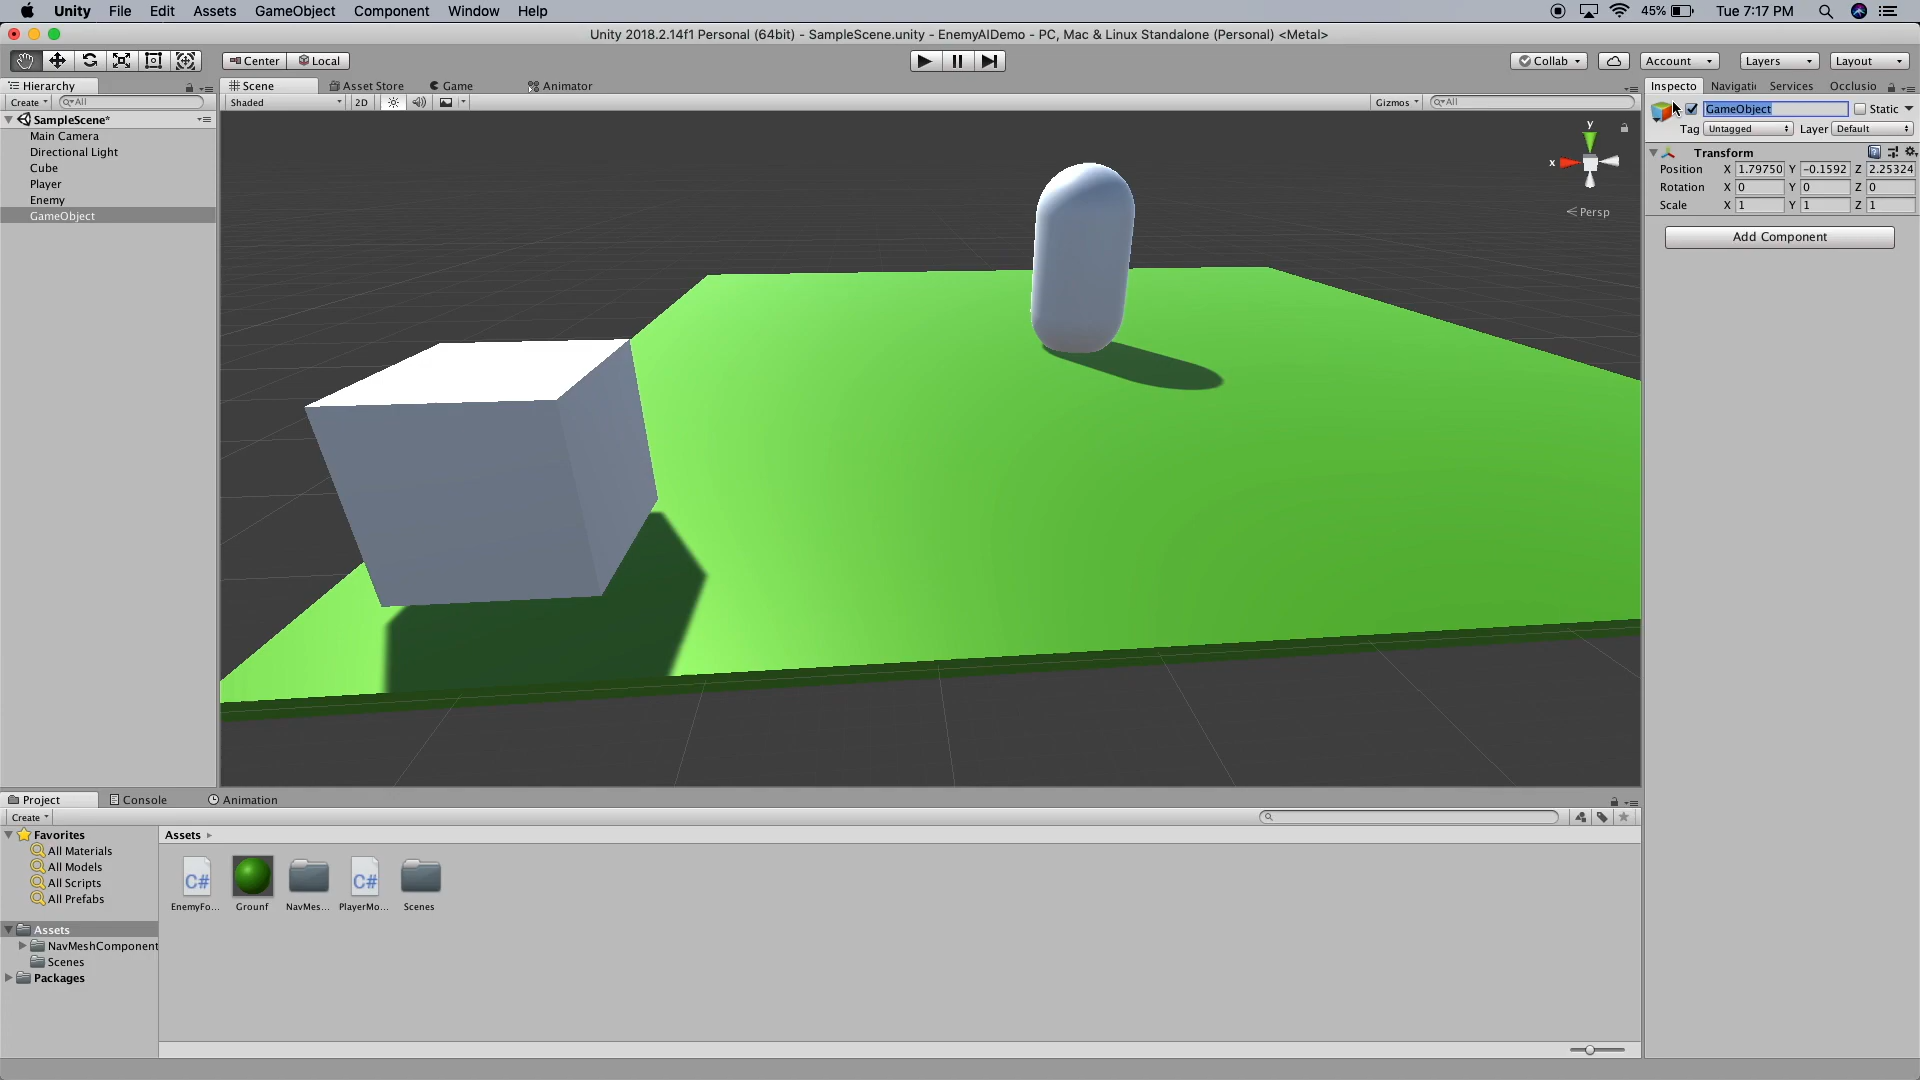 Unity File Edit Assets GameObject Component Window Help 45% Tue 7:17 PM
Unity 2018.2.14f1 Personal (64bit) - SampleScene.unity - EnemyAIDemo - PC, Mac & Linux Standalone (Personal) <Metal>
Center Local Collab Account Layers Layout
Hierarchy Scene Asset Store Game Animator Inspecto Navigati Services Occlusio
Create All Shaded 2D Gizmos All
GameObject Static
SampleScene*
Tag Untagged Layer Default
Main Camera
Directional Light
Transform
Cube
Position X 1.79750 Y -0.1592 Z 2.25324
Player
Rotation X 0 Y 0 Z 0
Enemy
Scale X 1 Y 1 Z 1
GameObject
y
x
Persp
Add Component
Project Console Animation
Create
Favorites
Assets
All Materials
All Models
All Scripts
All Prefabs
C# C#
EnemyFo... Grounf NavMes... PlayerMo... Scenes
Assets
NavMeshComponent
Scenes
Packages